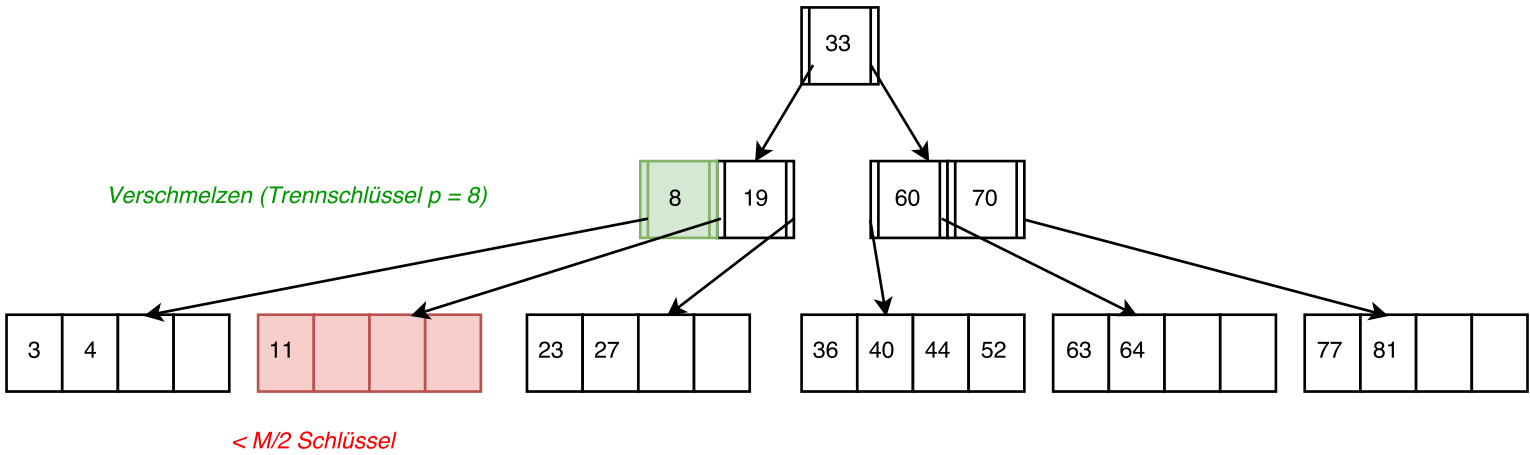 33
Verschmelzen (Trennschlüssel p = 8)
8 19 60 70
3 4 11 23 27 36 40 44 52 63 64 77 81
< M/2 Schlüssel